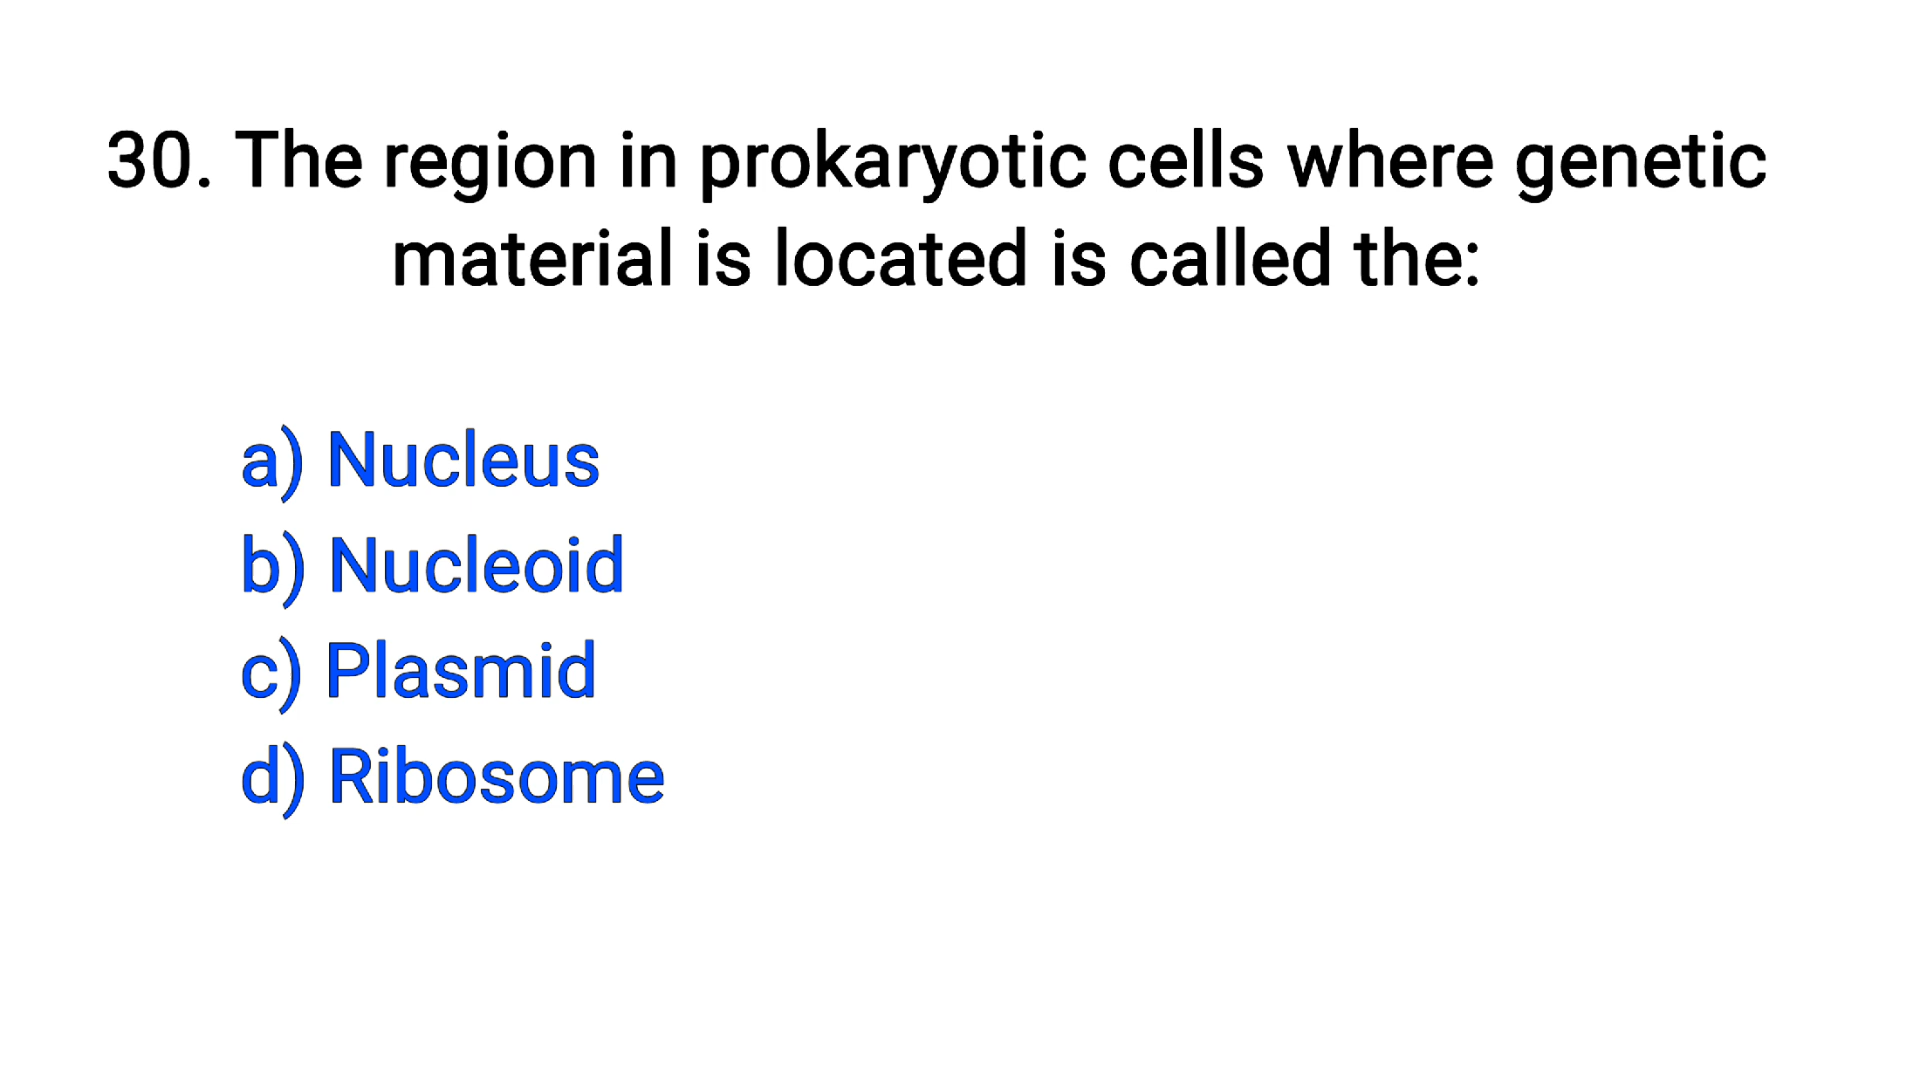 30. The region in prokaryotic cells where genetic
material is located is called the:
a) Nucleus
b) Nucleoid
c) Plasmid
d) Ribosome